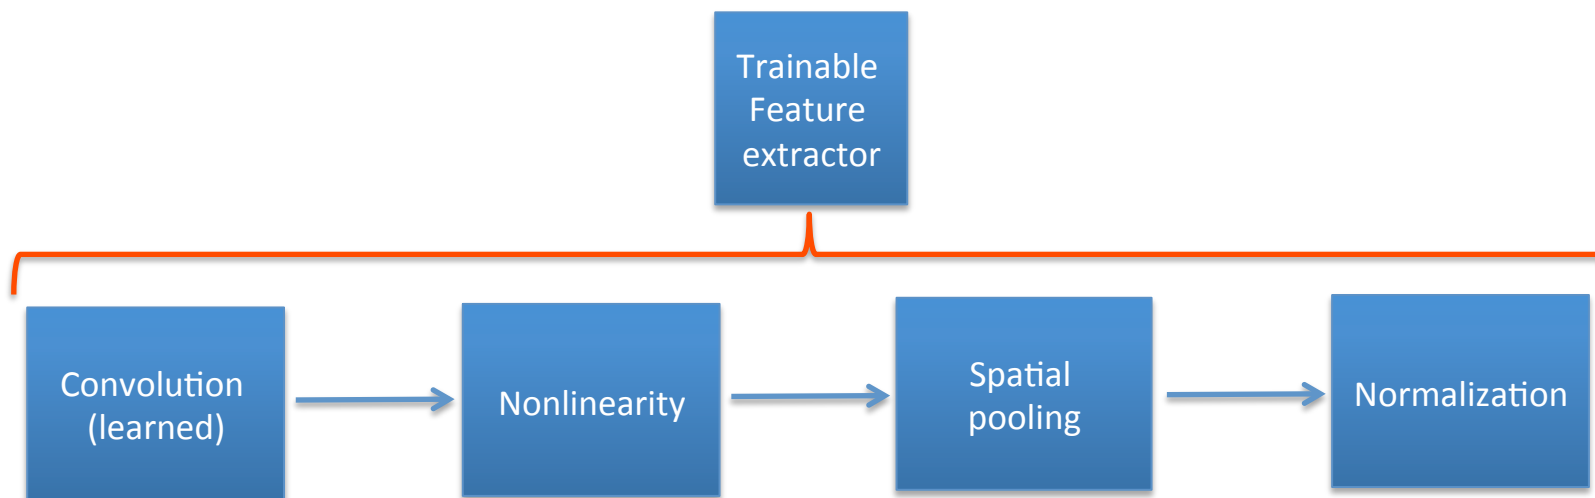 Trainable
Feature
extractor
Convolution
(learned)
Nonlinearity
Spatial
pooling
Normalization